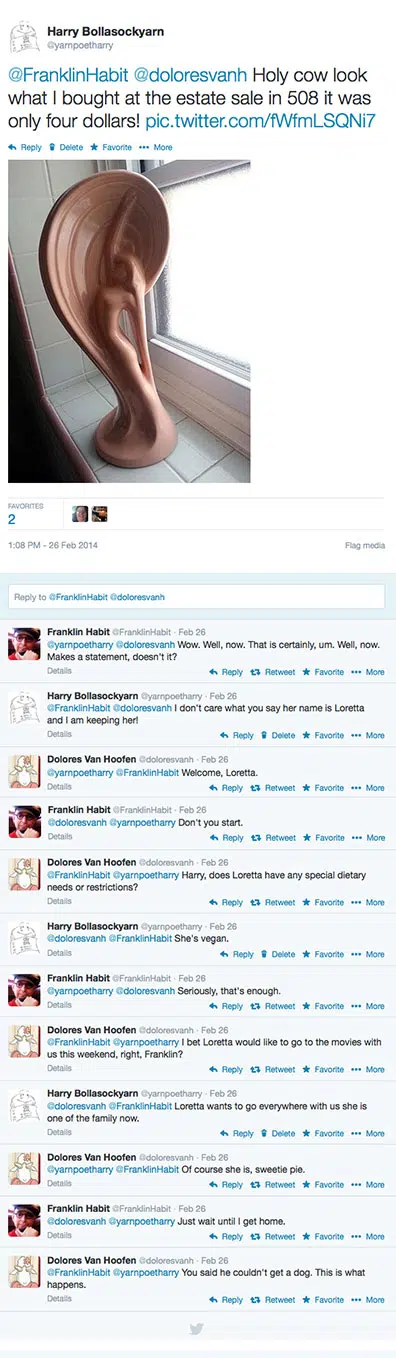 Harry Bollasockyarn
@yarnpoetharry
@FranklinHabit @doloresvanh Holy cow look
what I bought at the estate sale in 508 it was
only four dollars! pic.twitter.com/fWfmLSQNi7
Reply Delete Favorite More
FAVORITES
2
1:08 PM - 26 Feb 2014 Flag media
Reply to @FranklinHabit @doloresvanh
Franklin Habit @FranklinHabit · Feb 26
@yarnpoetharry @doloresvanh Wow. Well, now. That is certainly, um. Well, now.
Makes a statement, doesn't it?
Details Reply Retweet Favorite More
Harry Bollasockyarn @yarnpoetharry · Feb 26
@FranklinHabit @doloresvanh I don't care what you say her name is Loretta
and I am keeping her!
Details Reply Delete Favorite More
Dolores Van Hoofen @doloresvanh · Feb 26
@yarnpoetharry @FranklinHabit Welcome, Loretta.
Details Reply Retweet Favorite More
Franklin Habit @FranklinHabit · Feb 26
@doloresvanh @yarnpoetharry Don't you start.
Details Reply Retweet Favorite More
Dolores Van Hoofen @doloresvanh · Feb 26
@FranklinHabit @yarnpoetharry Harry, does Loretta have any special dietary
needs or restrictions?
Details Reply Retweet Favorite More
Harry Bollasockyarn @yarnpoetharry · Feb 26
@doloresvanh @FranklinHabit She's vegan.
Details Reply Delete Favorite More
Franklin Habit @FranklinHabit · Feb 26
@yarnpoetharry @doloresvanh Seriously, that's enough.
Details Reply Retweet Favorite More
Dolores Van Hoofen @doloresvanh · Feb 26
@FranklinHabit @yarnpoetharry I bet Loretta would like to go to the movies with
us this weekend, right, Franklin?
Details Reply Retweet Favorite More
Harry Bollasockyarn @yarnpoetharry · Feb 26
@doloresvanh @FranklinHabit Loretta wants to go everywhere with us she is
one of the family now.
Details Reply Delete Favorite More
Dolores Van Hoofen @doloresvanh · Feb 26
@yarnpoetharry @FranklinHabit Of course she is, sweetie pie.
Details Reply Retweet Favorite More
Franklin Habit @FranklinHabit · Feb 26
@doloresvanh @yarnpoetharry Just wait until I get home.
Details Reply Retweet Favorite More
Dolores Van Hoofen @doloresvanh · Feb 26
@FranklinHabit @yarnpoetharry You said he couldn't get a dog. This is what
happens.
Details Reply Retweet Favorite More